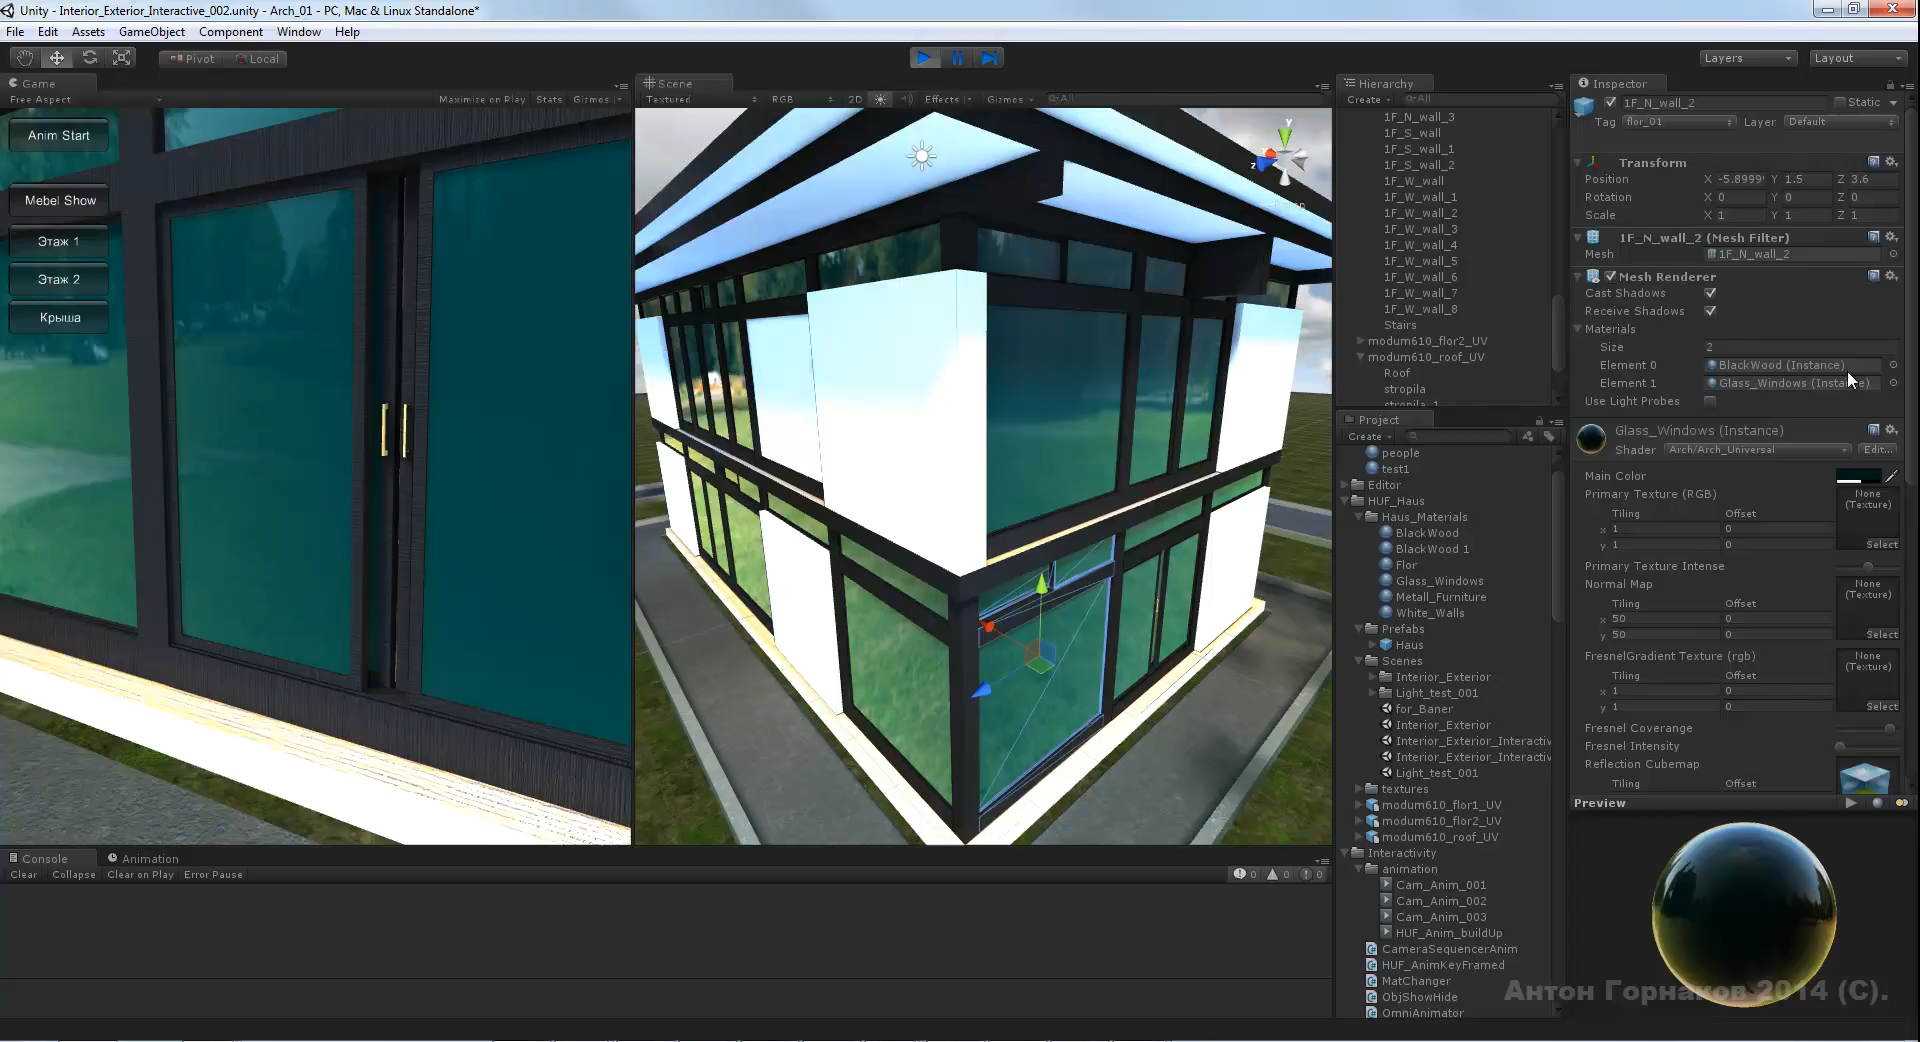 Unity - Interior_Exterior_Interactive_002.unity - Arch_01 - PC, Mac & Linux Standalone*
File Edit Assets GameObject Component Window Help
Pivot Local
Layers
Layout
Game
Free Aspect
Maximize on Play Stats Gizmos
Anim Start
Mebel Show
Этаж 1
Этаж 2
Крыша
Scene
Textured RGB 2D Effects Gizmos All
y
z
Hierarchy
Create All
1F_N_wall_3
1F_S_wall
1F_S_wall_1
1F_S_wall_2
1F_W_wall
1F_W_wall_1
1F_W_wall_2
1F_W_wall_3
1F_W_wall_4
1F_W_wall_5
1F_W_wall_6
1F_W_wall_7
1F_W_wall_8
Stairs
modum610_flor2_UV
modum610_roof_UV
Roof
stropila
stropila_1
Project
Create
people
test1
Editor
HUF_Haus
Haus_Materials
BlackWood
BlackWood 1
Flor
Glass_Windows
Metall_Furniture
White_Walls
Prefabs
Haus
Scenes
Interior_Exterior
Light_test_001
for_Baner
Interior_Exterior
Interior_Exterior_Interactiv
Interior_Exterior_Interactiv
Light_test_001
textures
modum610_flor1_UV
modum610_flor2_UV
modum610_roof_UV
Interactivity
animation
Cam_Anim_001
Cam_Anim_002
Cam_Anim_003
HUF_Anim_buildUp
CameraSequencerAnim
HUF_AnimKeyFramed
MatChanger
ObjShowHide
OmniAnimator
Inspector
1F_N_wall_2 Static
Tag flor_01 Layer Default
Transform
Position X -5.8999 Y 1.5 Z 3.6
Rotation X 0 Y 0 Z 0
Scale X 1 Y 1 Z 1
1F_N_wall_2 (Mesh Filter)
Mesh 1F_N_wall_2
Mesh Renderer
Cast Shadows
Receive Shadows
Materials
Size 2
Element 0 BlackWood (Instance)
Element 1 Glass_Windows (Instance)
Use Light Probes
Glass_Windows (Instance)
Shader Arch/Arch_Universal Edit...
Main Color
Primary Texture (RGB) None (Texture)
Tiling Offset
x 1 0
y 1 0 Select
Primary Texture Intense
Normal Map None (Texture)
Tiling Offset
x 50 0
y 50 0 Select
FresnelGradient Texture (rgb) None (Texture)
Tiling Offset
x 1 0
y 1 0 Select
Fresnel Coverange
Fresnel Intensity
Reflection Cubemap
Tiling Offset
Preview
Console Animation
Clear Collapse Clear on Play Error Pause
0 0 0
Антон Горнаков 2014 (C).